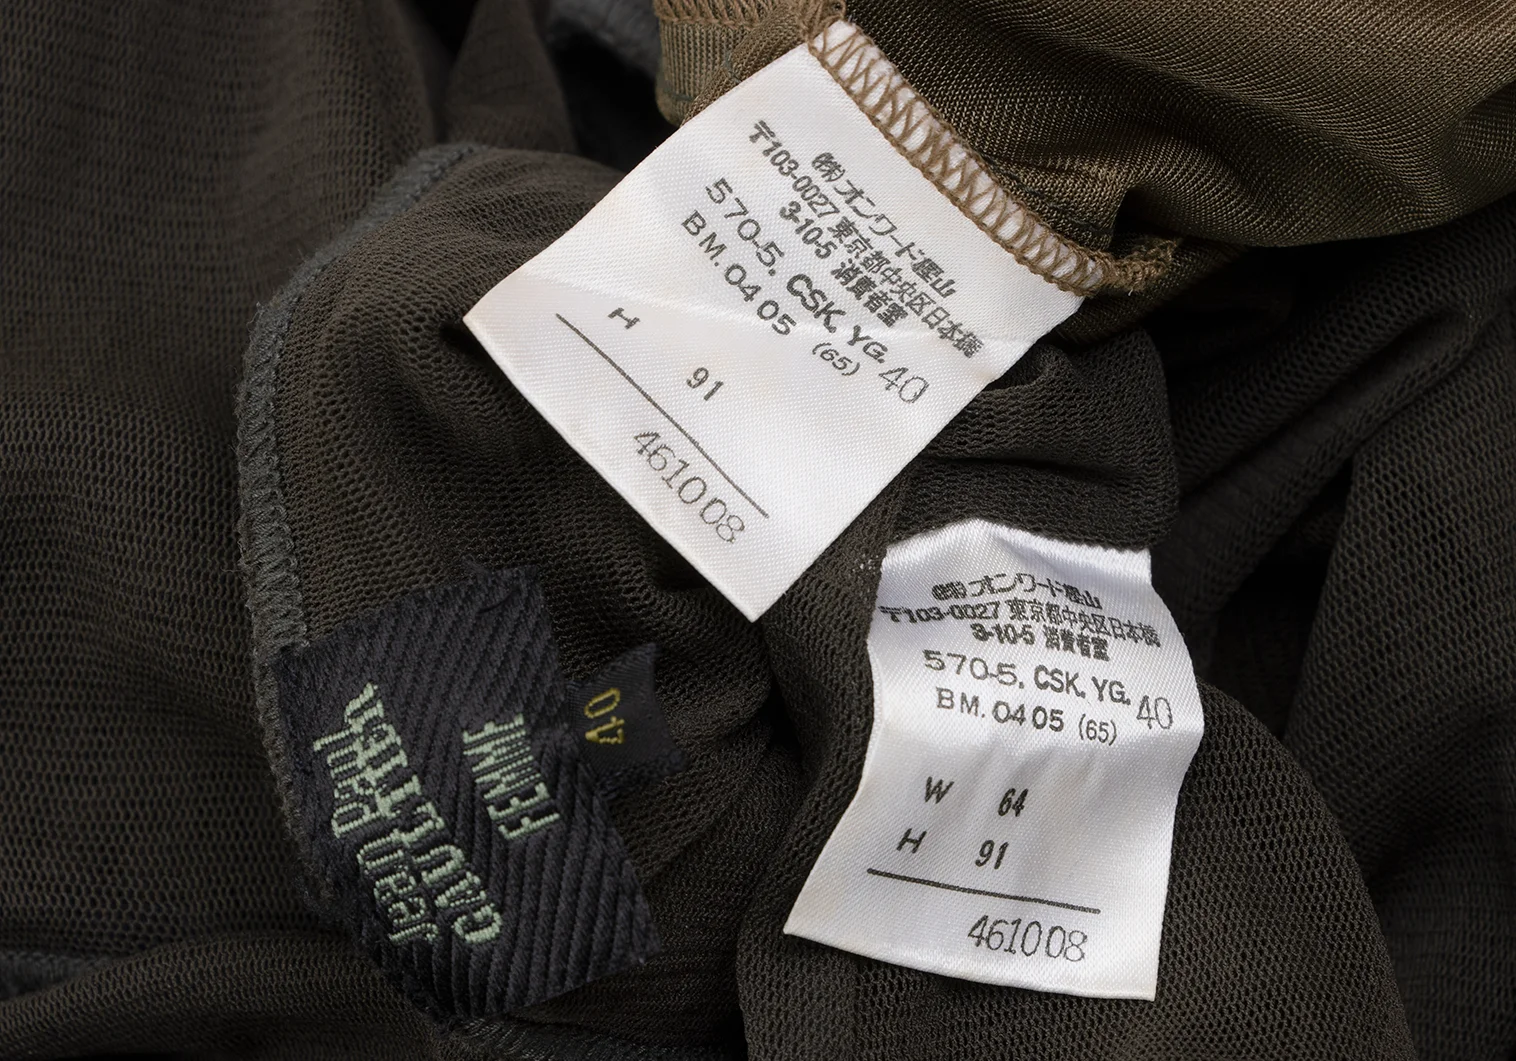 ㈱オンワード樫山
〒103-0027 東京都中央区日本橋
3-10-5 消費者室
570-5. CSK. YG. 40
BM. 0405 (65)
H 91
461008
㈱オンワード樫山
〒103-0027 東京都中央区日本橋
3-10-5 消費者室
570-5. CSK. YG. 40
BM. 0405 (65)
W 64
H 91
461008
Jean Paul
GAULTIER
FEMME
40